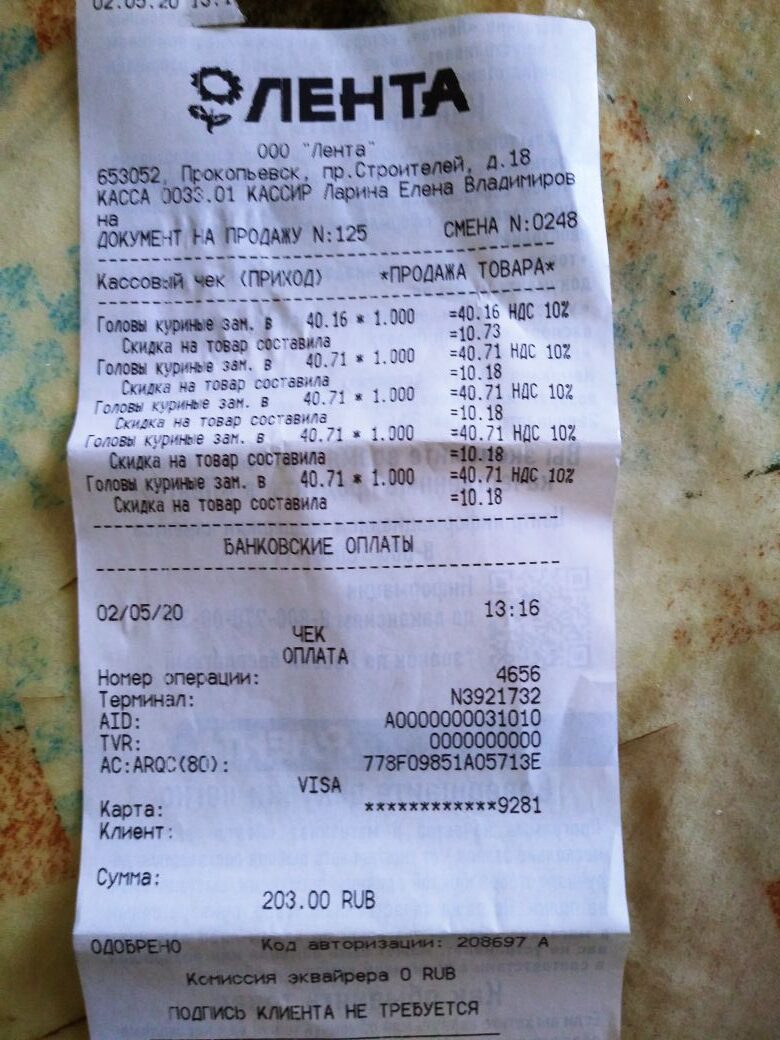 ЛЕНТА
ООО "Лента"
653052, Прокопьевск, пр.Строителей, д.18
КАССА 0033.01 КАССИР Ларина Елена Владимиров
на
ДОКУМЕНТ НА ПРОДАЖУ N:125 СМЕНА N:0248
Кассовый чек (ПРИХОД) *ПРОДАЖА ТОВАРА*
Головы куриные зам. в 40.16 * 1.000 =40.16 НДС 10%
Скидка на товар составила =10.73
Головы куриные зам. в 40.71 * 1.000 =40.71 НДС 10%
Скидка на товар составила =10.18
Головы куриные зам. в 40.71 * 1.000 =40.71 НДС 10%
Скидка на товар составила =10.18
Головы куриные зам. в 40.71 * 1.000 =40.71 НДС 10%
Скидка на товар составила =10.18
Головы куриные зам. в 40.71 * 1.000 =40.71 НДС 10%
Скидка на товар составила =10.18
БАНКОВСКИЕ ОПЛАТЫ
02/05/20 13:16
ЧЕК
ОПЛАТА
Номер операции: 4656
Терминал: N3921732
AID: A0000000031010
TVR: 0000000000
AC:ARQC(80): 778F09851A05713E
VISA
Карта: ************9281
Клиент:
Сумма:
203.00 RUB
ОДОБРЕНО Код авторизации: 208697 А
Комиссия эквайрера 0 RUB
ПОДПИСЬ КЛИЕНТА НЕ ТРЕБУЕТСЯ